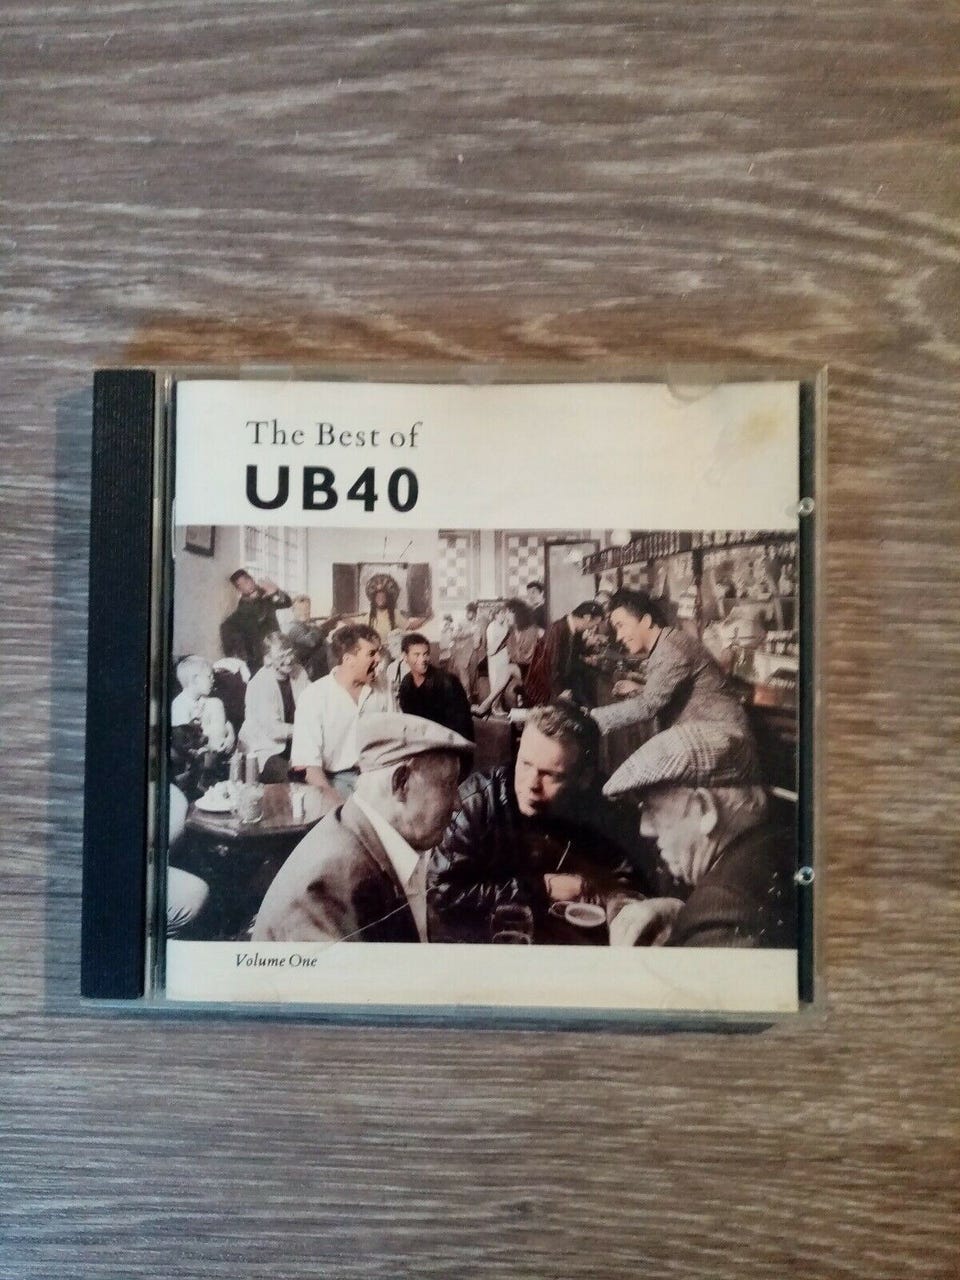 The Best of
UB40
Volume One